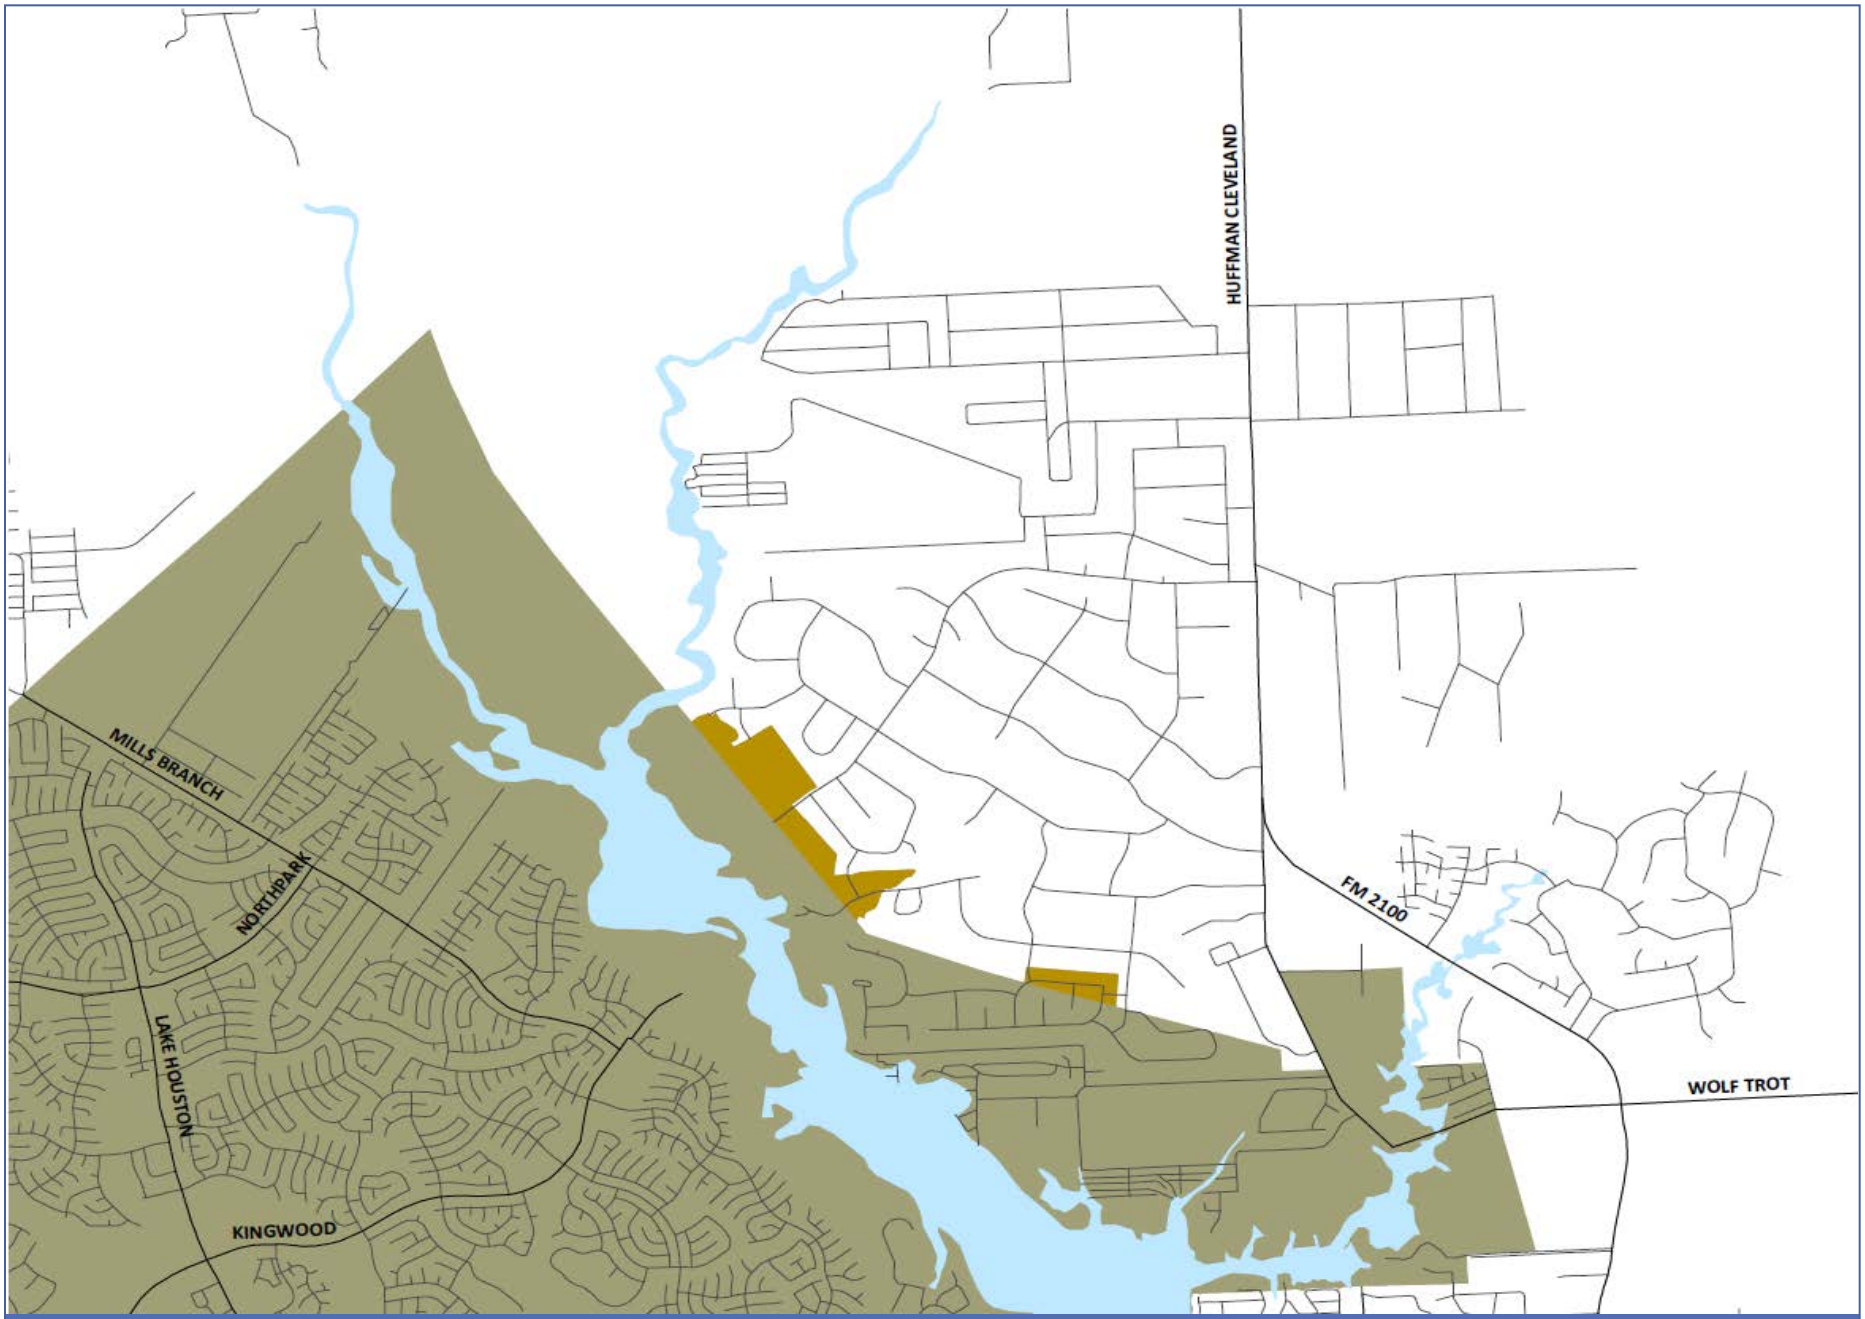 HUFFMAN CLEVELAND
MILLS BRANCH
NORTHPARK
FM 2100
LAKE HOUSTON
WOLF TROT
KINGWOOD